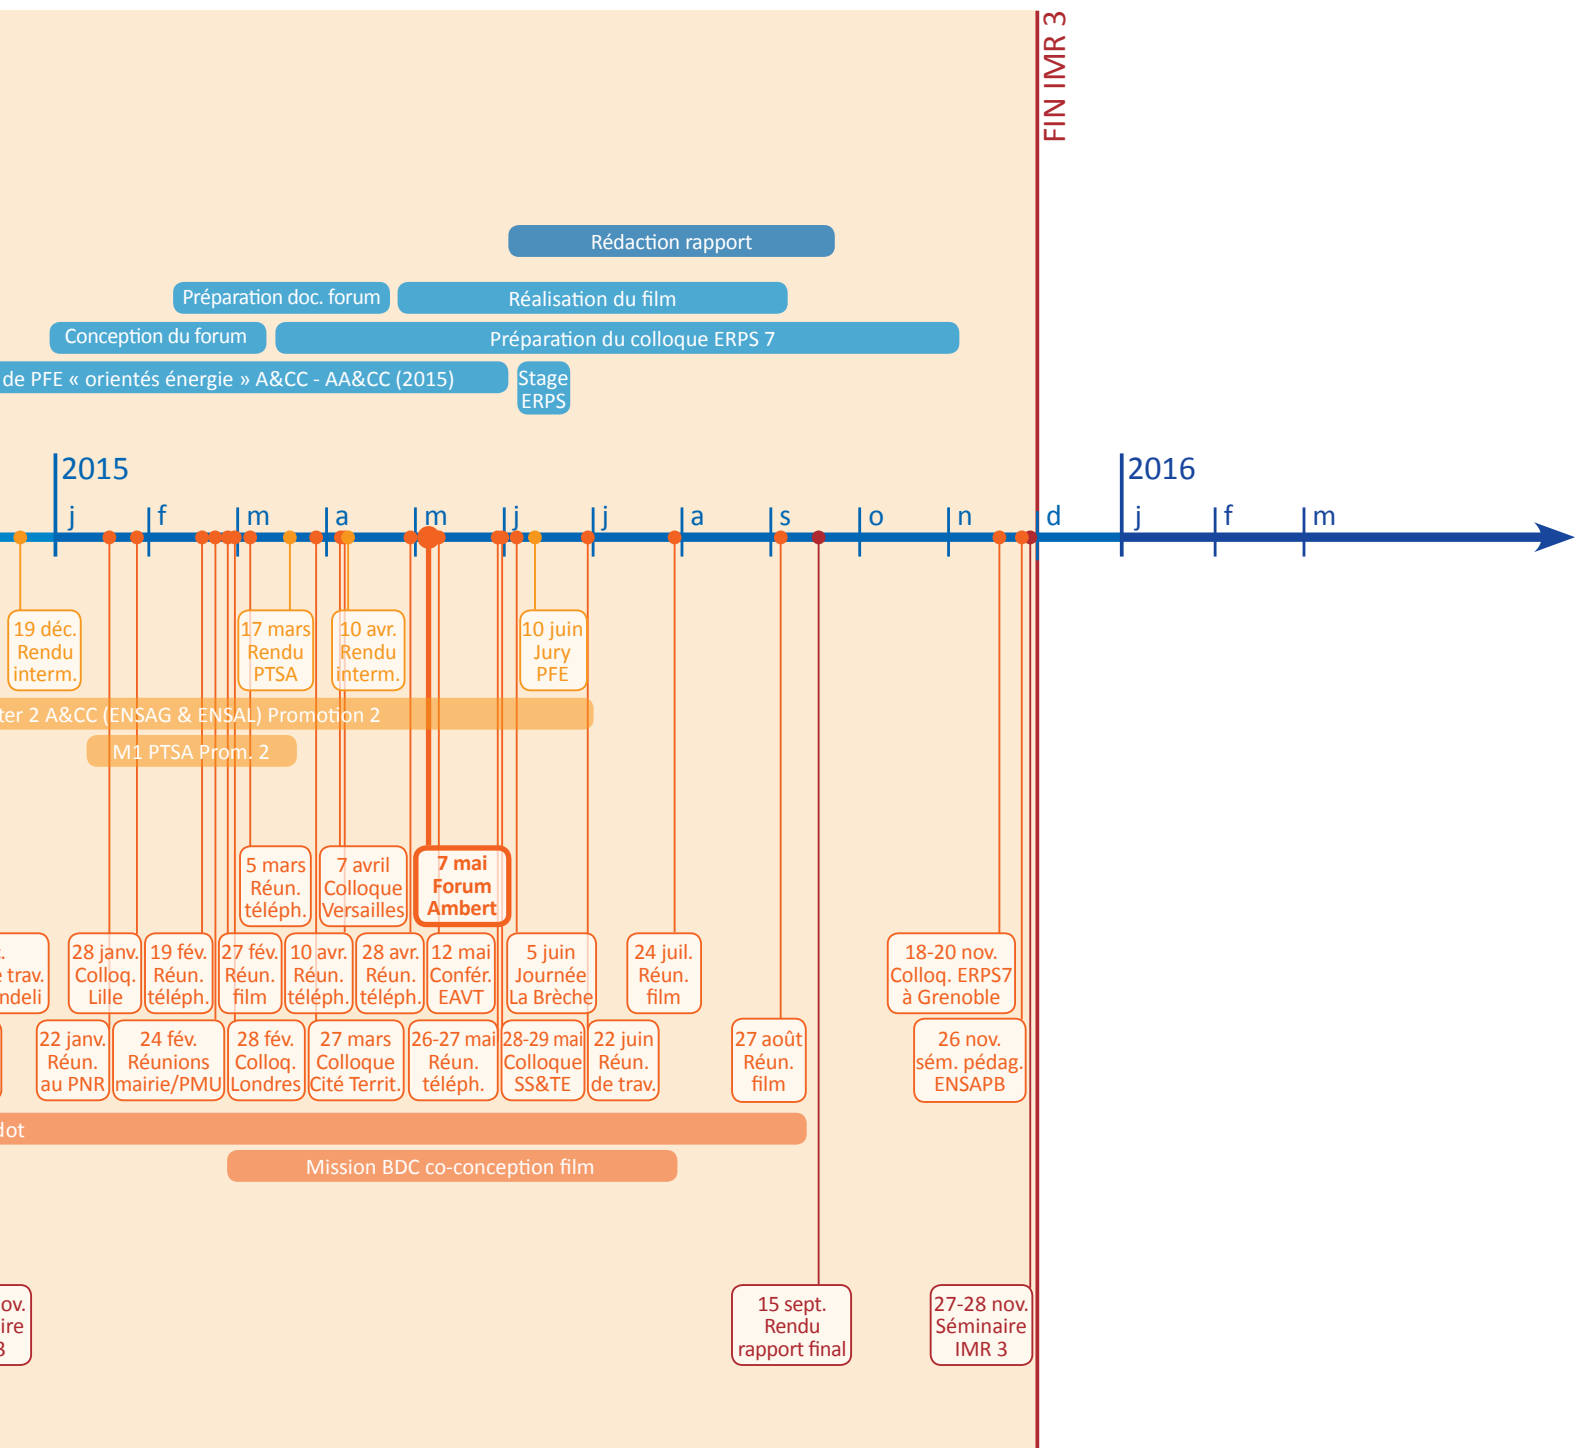 FIN IMR 3
Rédaction rapport
Préparation doc. forum
Réalisation du film
Conception du forum
Préparation du colloque ERPS 7
de PFE « orientés énergie » A&CC - AA&CC (2015)
Stage
ERPS
2015
2016
j
f
m
a
m
j
j
a
s
o
n
d
j
f
m
19 déc.
Rendu
interm.
17 mars
Rendu
PTSA
10 avr.
Rendu
interm.
10 juin
Jury
PFE
ter 2 A&CC (ENSAG & ENSAL) Promotion 2
M1 PTSA Prom. 2
5 mars
Réun.
téléph.
7 avril
Colloque
Versailles
7 mai
Forum
Ambert
c.
e trav.
ndeli
28 janv.
Colloq.
Lille
19 fév.
Réun.
téléph.
27 fév.
Réun.
film
10 avr.
Réun.
téléph.
28 avr.
Réun.
téléph.
12 mai
Confér.
EAVT
5 juin
Journée
La Brèche
24 juil.
Réun.
film
18-20 nov.
Colloq. ERPS7
à Grenoble
22 janv.
Réun.
au PNR
24 fév.
Réunions
mairie/PMU
28 fév.
Colloq.
Londres
27 mars
Colloque
Cité Territ.
26-27 mai
Réun.
téléph.
28-29 mai
Colloque
SS&TE
22 juin
Réun.
de trav.
27 août
Réun.
film
26 nov.
sém. pédag.
ENSAPB
dot
Mission BDC co-conception film
ov.
ire
3
15 sept.
Rendu
rapport final
27-28 nov.
Séminaire
IMR 3